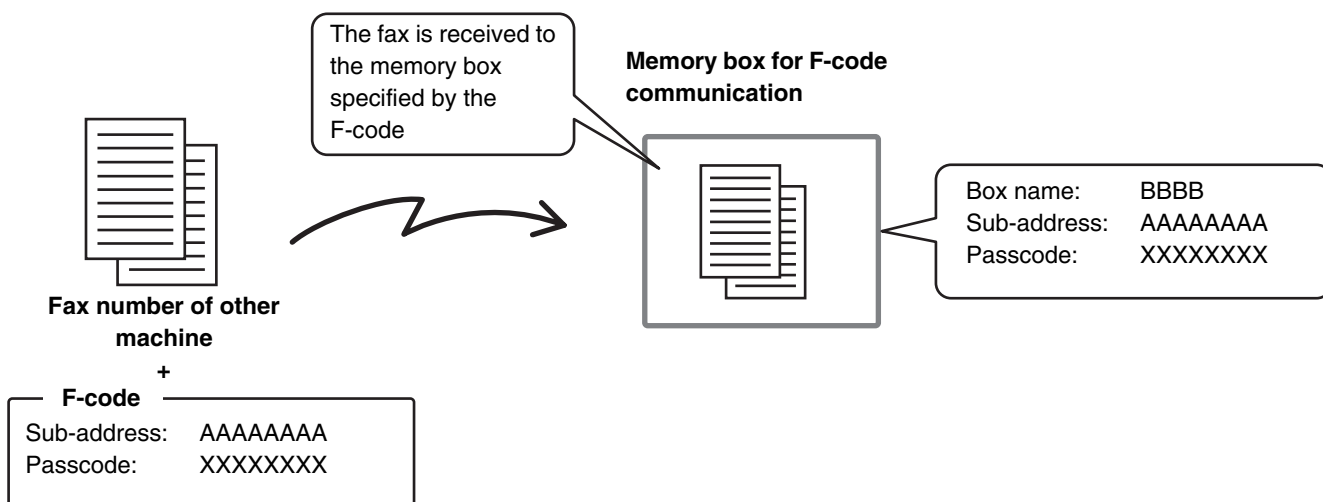 The fax is received to
the memory box
specified by the
F-code
Memory box for F-code
communication
Box name: BBBB
Sub-address: AAAAAAAA
Passcode: XXXXXXXX
Fax number of other
machine
+
F-code
Sub-address: AAAAAAAA
Passcode: XXXXXXXX